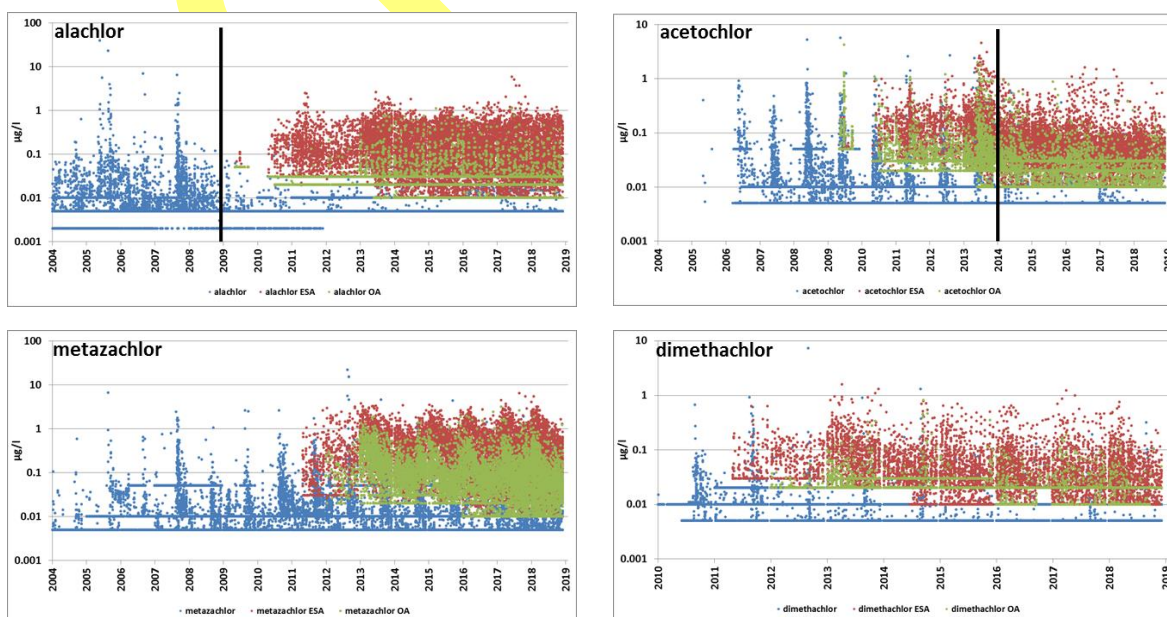 alachlor
100
10
1
0.1
0.01
0.001
µg/l
2004 2005 2006 2007 2008 2009 2010 2011 2012 2013 2014 2015 2016 2017 2018 2019
alachlor alachlor ESA alachlor OA
acetochlor
10
1
0.1
0.01
0.001
µg/l
2004 2005 2006 2007 2008 2009 2010 2011 2012 2013 2014 2015 2016 2017 2018 2019
acetochlor acetochlor ESA acetochlor OA
metazachlor
100
10
1
0.1
0.01
0.001
µg/l
2004 2005 2006 2007 2008 2009 2010 2011 2012 2013 2014 2015 2016 2017 2018 2019
metazachlor metazachlor ESA metazachlor OA
dimethachlor
10
1
0.1
0.01
0.001
µg/l
2010 2011 2012 2013 2014 2015 2016 2017 2018 2019
dimethachlor dimethachlor ESA dimethachlor OA